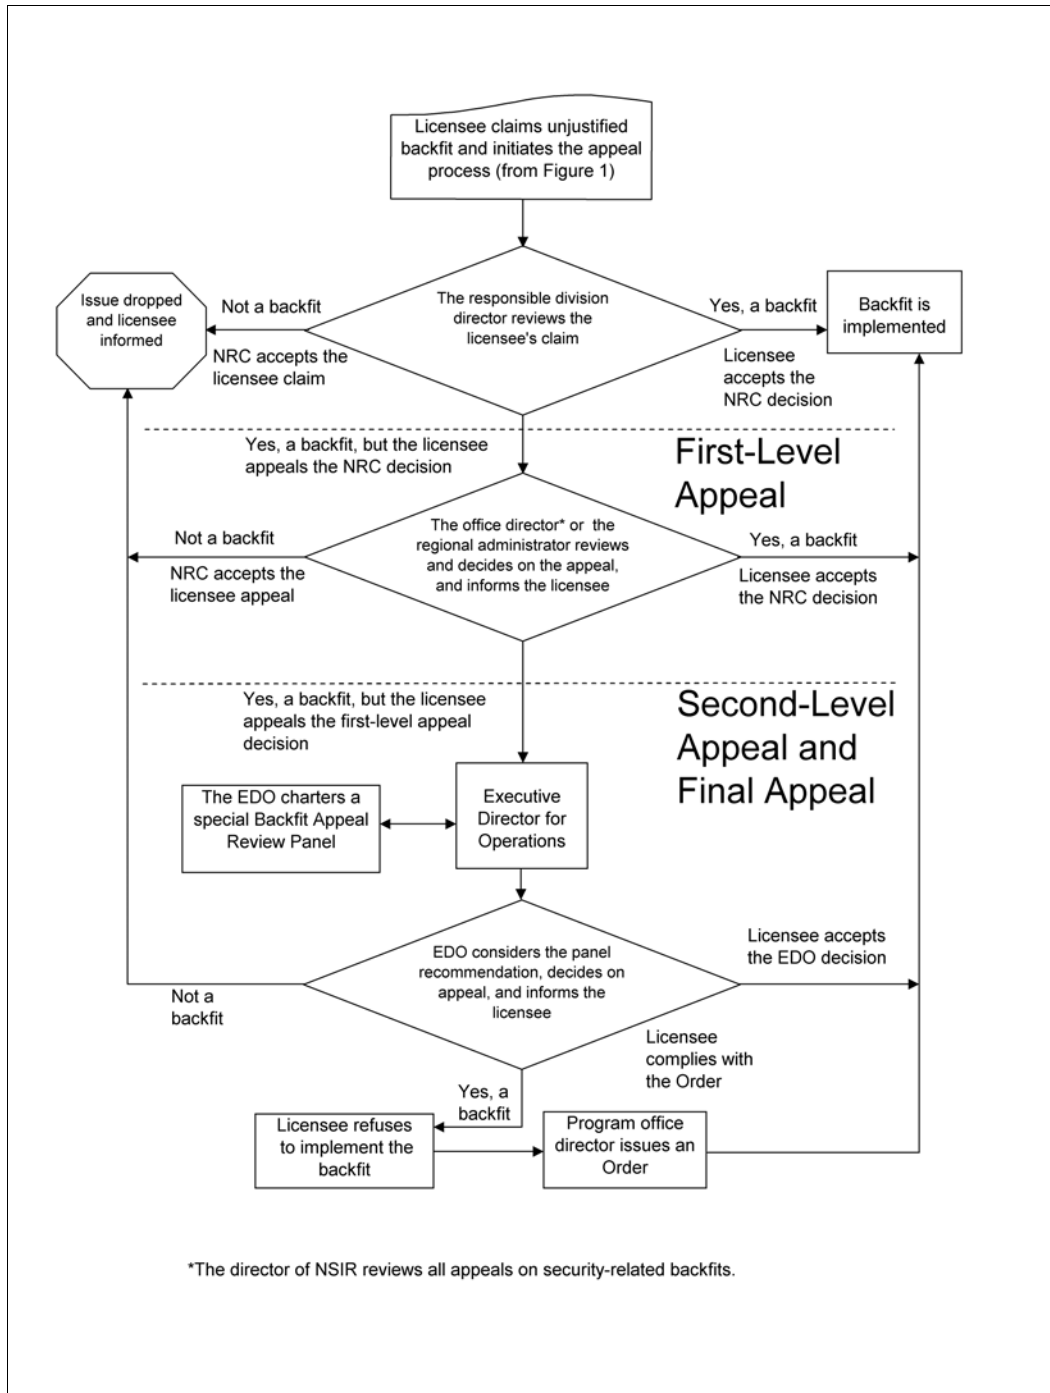 Licensee claims unjustified
backfit and initiates the appeal
process (from Figure 1)
Issue dropped
and licensee
informed
Not a backfit
NRC accepts the
licensee claim
The responsible division
director reviews the
licensee's claim
Yes, a backfit
Licensee
accepts the
NRC decision
Backfit is
implemented
Yes, a backfit, but the licensee
appeals the NRC decision
First-Level
Appeal
Not a backfit
NRC accepts the
licensee appeal
The office director* or the
regional administrator reviews
and decides on the appeal,
and informs the licensee
Yes, a backfit
Licensee accepts
the NRC decision
Yes, a backfit, but the licensee
appeals the first-level appeal
decision
Second-Level
Appeal and
Final Appeal
The EDO charters a
special Backfit Appeal
Review Panel
Executive
Director for
Operations
EDO considers the panel
recommendation, decides on
appeal, and informs the
licensee
Licensee accepts
the EDO decision
Not a
backfit
Licensee
complies with
the Order
Yes, a
backfit
Licensee refuses
to implement the
backfit
Program office
director issues an
Order
*The director of NSIR reviews all appeals on security-related backfits.